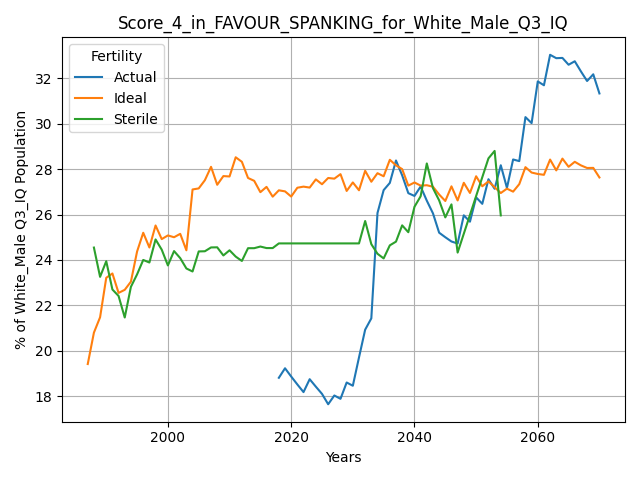 Score_4_in_FAVOUR_SPANKING_for_White_Male_Q3_IQ
Fertility
Actual
Ideal
Sterile
% of White_Male Q3_IQ Population
32
30
28
26
24
22
20
18
2000
2020
2040
2060
Years